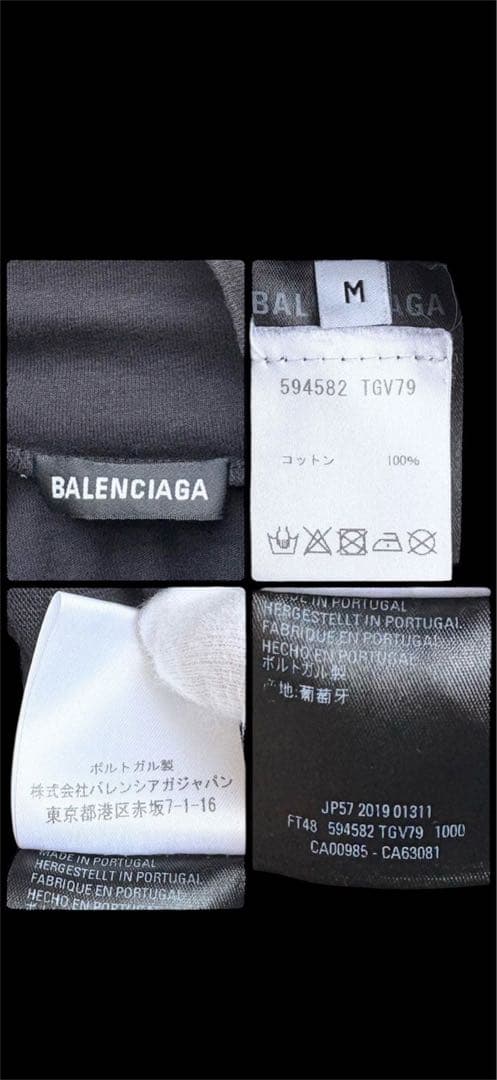 BALENCIAGA
BAL AGA
M
594582 TGV79
コットン 100%
ポルトガル製
株式会社バレンシアガジャパン
東京都港区赤坂7-1-16
MADE IN PORTUGAL
HERGESTELLT IN PORTUGAL
FABRIQUE EN PORTUGAL
HECHO EN PORTUGAL
MADE IN PORTUGAL
HERGESTELLT IN PORTUGAL
FABRIQUE EN PORTUGAL
HECHO EN PORTUGAL
ポルトガル製
产地:葡萄牙
JP57 2019 01311
FT48 594582 TGV79 1000
CA00985 - CA63081